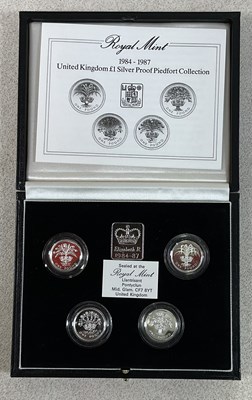 Royal Mint
1984 - 1987
United Kingdom £1 Silver Proof Piedfort Collection
Elizabeth R
1984-87
Sealed at the
Royal Mint
Llantrisant
Pontyclun
Mid. Glam. CF7 8YT
United Kingdom